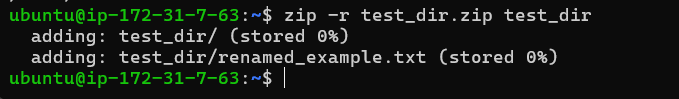 ubuntu@ip-172-31-7-63:~$ zip -r test_dir.zip test_dir
  adding: test_dir/ (stored 0%)
  adding: test_dir/renamed_example.txt (stored 0%)
ubuntu@ip-172-31-7-63:~$